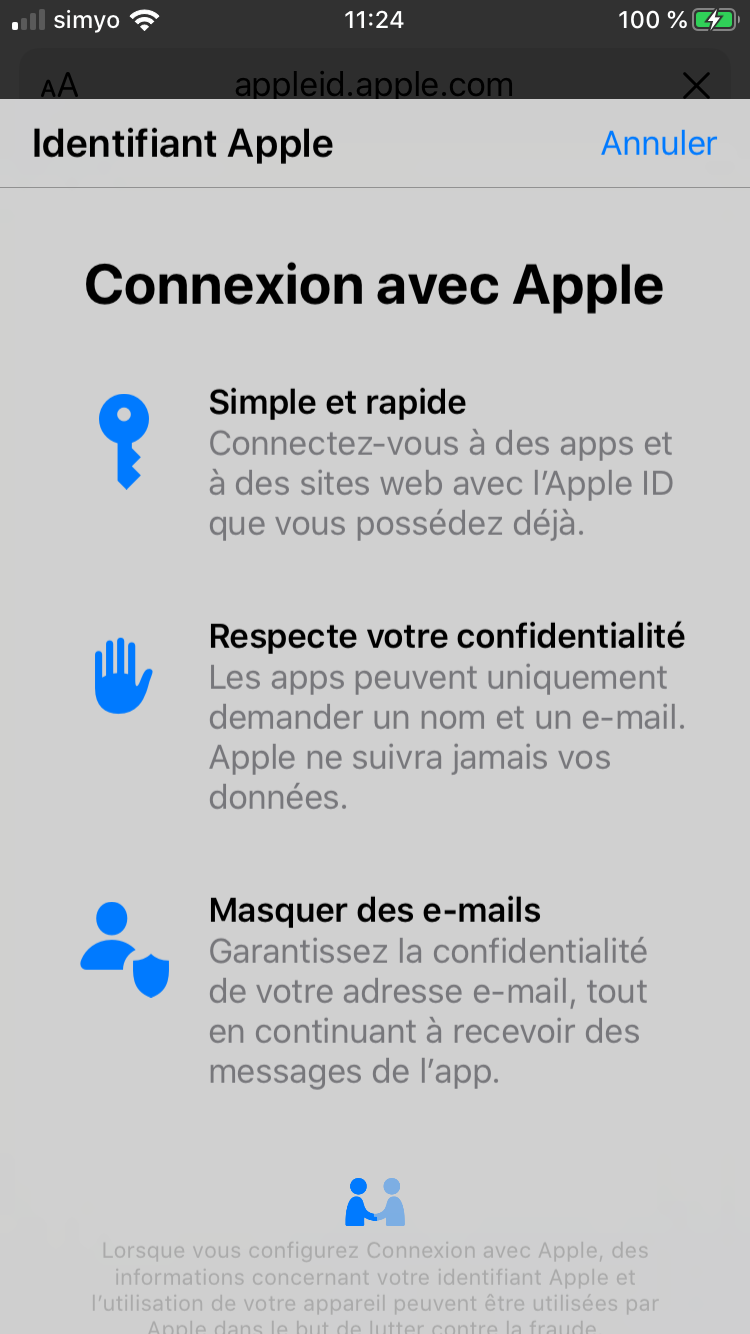 simyo 11:24 100 %
AA appleid.apple.com
Identifiant Apple Annuler
Connexion avec Apple
Simple et rapide
Connectez-vous à des apps et
à des sites web avec l’Apple ID
que vous possédez déjà.
Respecte votre confidentialité
Les apps peuvent uniquement
demander un nom et un e-mail.
Apple ne suivra jamais vos
données.
Masquer des e-mails
Garantissez la confidentialité
de votre adresse e-mail, tout
en continuant à recevoir des
messages de l’app.
Lorsque vous configurez Connexion avec Apple, des
informations concernant votre identifiant Apple et
l’utilisation de votre appareil peuvent être utilisées par
Apple dans le but de lutter contre la fraude.